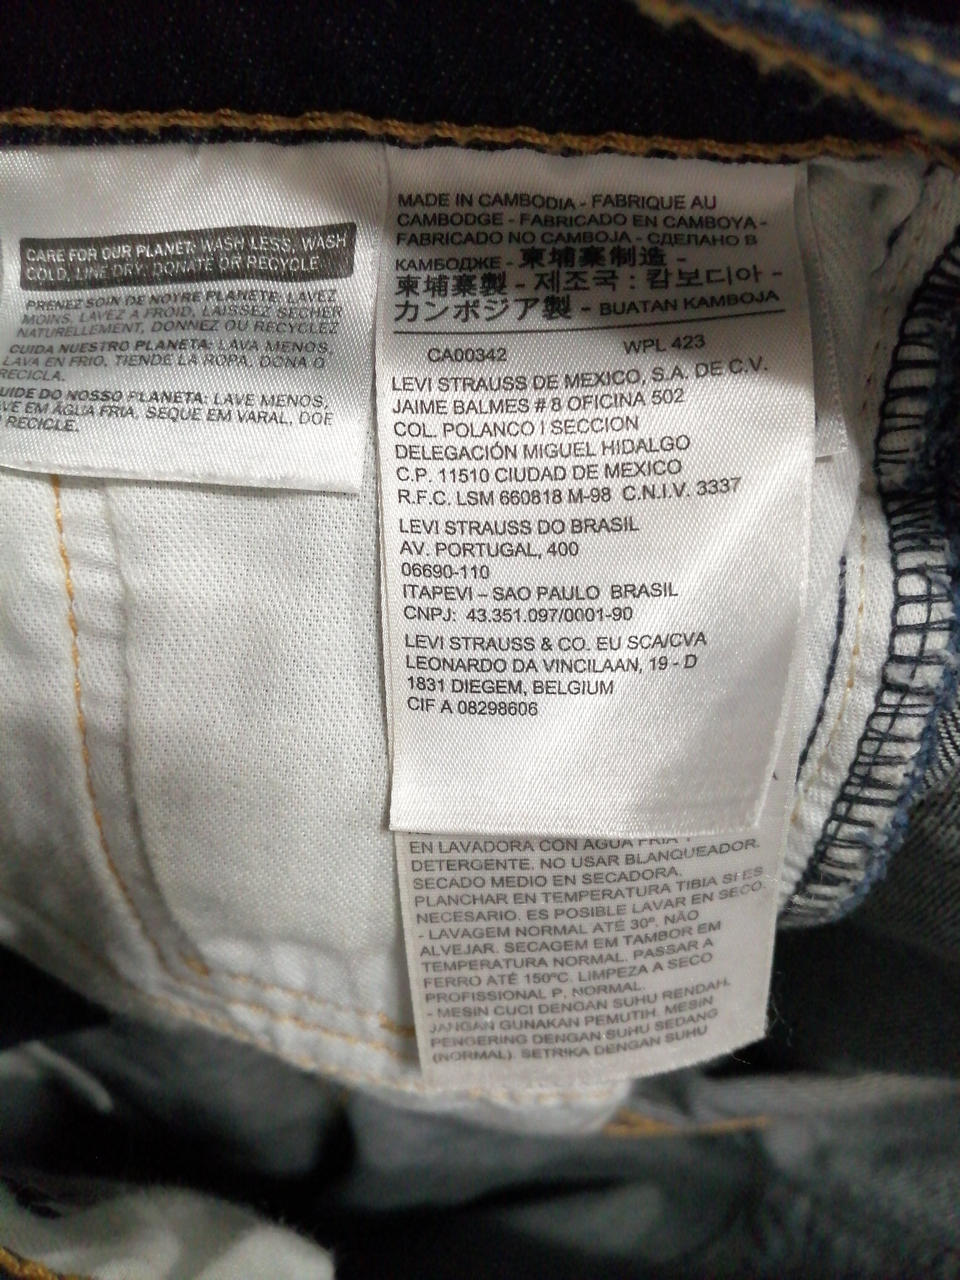 CARE FOR OUR PLANET: WASH LESS, WASH
COLD, LINE DRY, DONATE OR RECYCLE.
PRENEZ SOIN DE NOTRE PLANETE: LAVEZ
MOINS, LAVEZ A FROID, LAISSEZ SECHER
NATURELLEMENT, DONNEZ OU RECYCLEZ
CUIDA NUESTRO PLANETA: LAVA MENOS,
LAVA EN FRIO, TIENDE LA ROPA, DONA O
RECICLA.
UIDE DO NOSSO PLANETA: LAVE MENOS,
VE EM ÁGUA FRIA, SEQUE EM VARAL, DOE
RECICLE.
MADE IN CAMBODIA - FABRIQUE AU
CAMBODGE - FABRICADO EN CAMBOYA -
FABRICADO NO CAMBOJA - СДЕЛАНО В
КАМБОДЖЕ - 柬埔寨制造 -
柬埔寨製 - 제조국 : 캄보디아 -
カンボジア製 - BUATAN KAMBOJA
CA00342 WPL 423
LEVI STRAUSS DE MEXICO, S.A. DE C.V.
JAIME BALMES # 8 OFICINA 502
COL. POLANCO I SECCION
DELEGACIÓN MIGUEL HIDALGO
C.P. 11510 CIUDAD DE MEXICO
R.F.C. LSM 660818 M-98 C.N.I.V. 3337
LEVI STRAUSS DO BRASIL
AV. PORTUGAL, 400
06690-110
ITAPEVI – SAO PAULO BRASIL
CNPJ: 43.351.097/0001-90
LEVI STRAUSS & CO. EU SCA/CVA
LEONARDO DA VINCILAAN, 19 - D
1831 DIEGEM, BELGIUM
CIF A 08298606
EN LAVADORA CON AGUA FRIA Y
DETERGENTE. NO USAR BLANQUEADOR.
SECADO MEDIO EN SECADORA.
PLANCHAR EN TEMPERATURA TIBIA SI ES
NECESARIO. ES POSIBLE LAVAR EN SECO.
- LAVAGEM NORMAL ATÉ 30º. NÃO
ALVEJAR. SECAGEM EM TAMBOR EM
TEMPERATURA NORMAL. PASSAR A
FERRO ATÉ 150ºC. LIMPEZA A SECO
PROFISSIONAL P, NORMAL.
- MESIN CUCI DENGAN SUHU RENDAH.
JANGAN GUNAKAN PEMUTIH. MESIN
PENGERING DENGAN SUHU SEDANG
(NORMAL). SETRIKA DENGAN SUHU